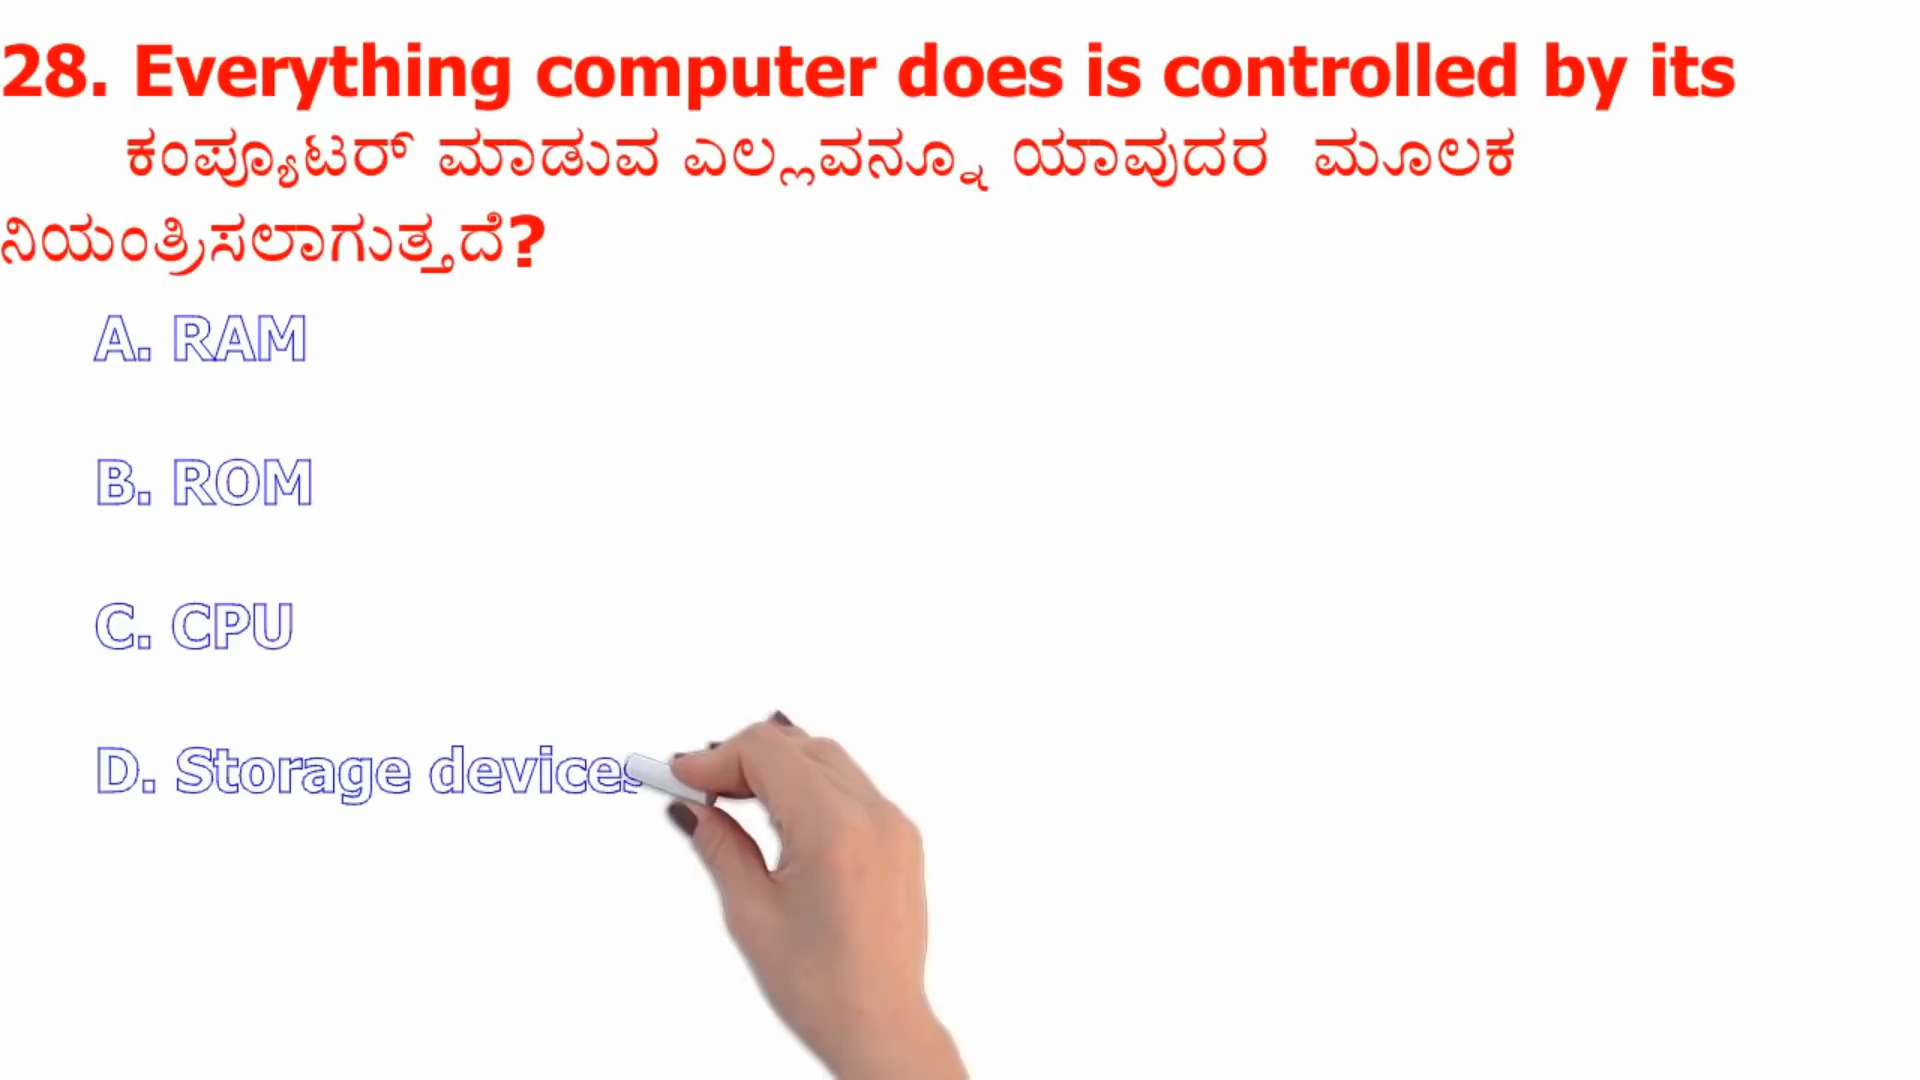 28. Everything computer does is controlled by its
ಕಂಪ್ಯೂಟರ್ ಮಾಡುವ ಎಲ್ಲವನ್ನೂ ಯಾವುದರ ಮೂಲಕ
ನಿಯಂತ್ರಿಸಲಾಗುತ್ತದೆ?
A. RAM
B. ROM
C. CPU
D. Storage devices